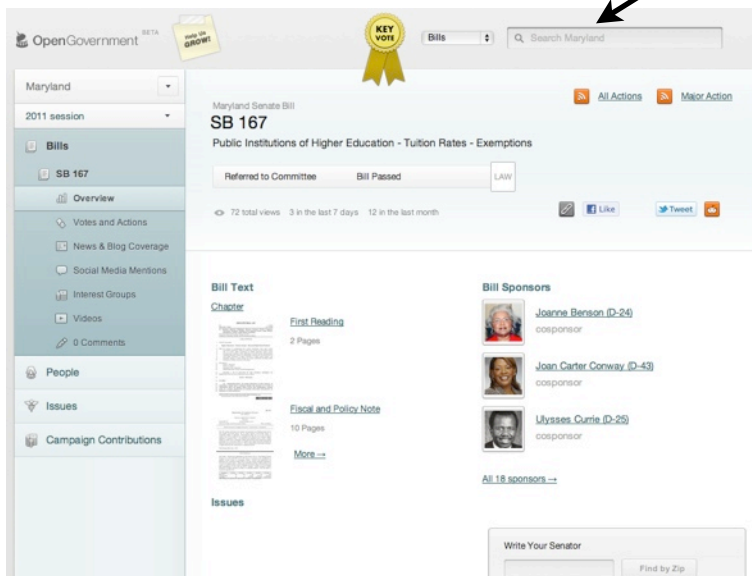 OpenGovernment BETA
Help Us
GROW!
KEY
VOTE
Bills
Search Maryland
Maryland
2011 session
Bills
SB 167
Overview
Votes and Actions
News & Blog Coverage
Social Media Mentions
Interest Groups
Videos
0 Comments
People
Issues
Campaign Contributions
All Actions
Major Action
Maryland Senate Bill
SB 167
Public Institutions of Higher Education - Tuition Rates - Exemptions
Referred to Committee
Bill Passed
LAW
72 total views 3 in the last 7 days 12 in the last month
Like
Tweet
Bill Text
Chapter
First Reading
2 Pages
Fiscal and Policy Note
10 Pages
More →
Issues
Bill Sponsors
Joanne Benson (D-24)
cosponsor
Joan Carter Conway (D-43)
cosponsor
Ulysses Currie (D-25)
cosponsor
All 18 sponsors →
Write Your Senator
Find by Zip